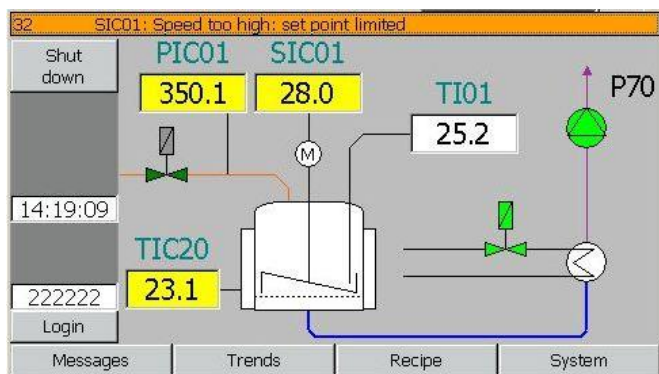 32 SIC01: Speed too high: set point limited
Shut
down
PIC01 SIC01
350.1 28.0
TI01
25.2
P70
M
14:19:09
TIC20
23.1
222222
Login
Messages Trends Recipe System